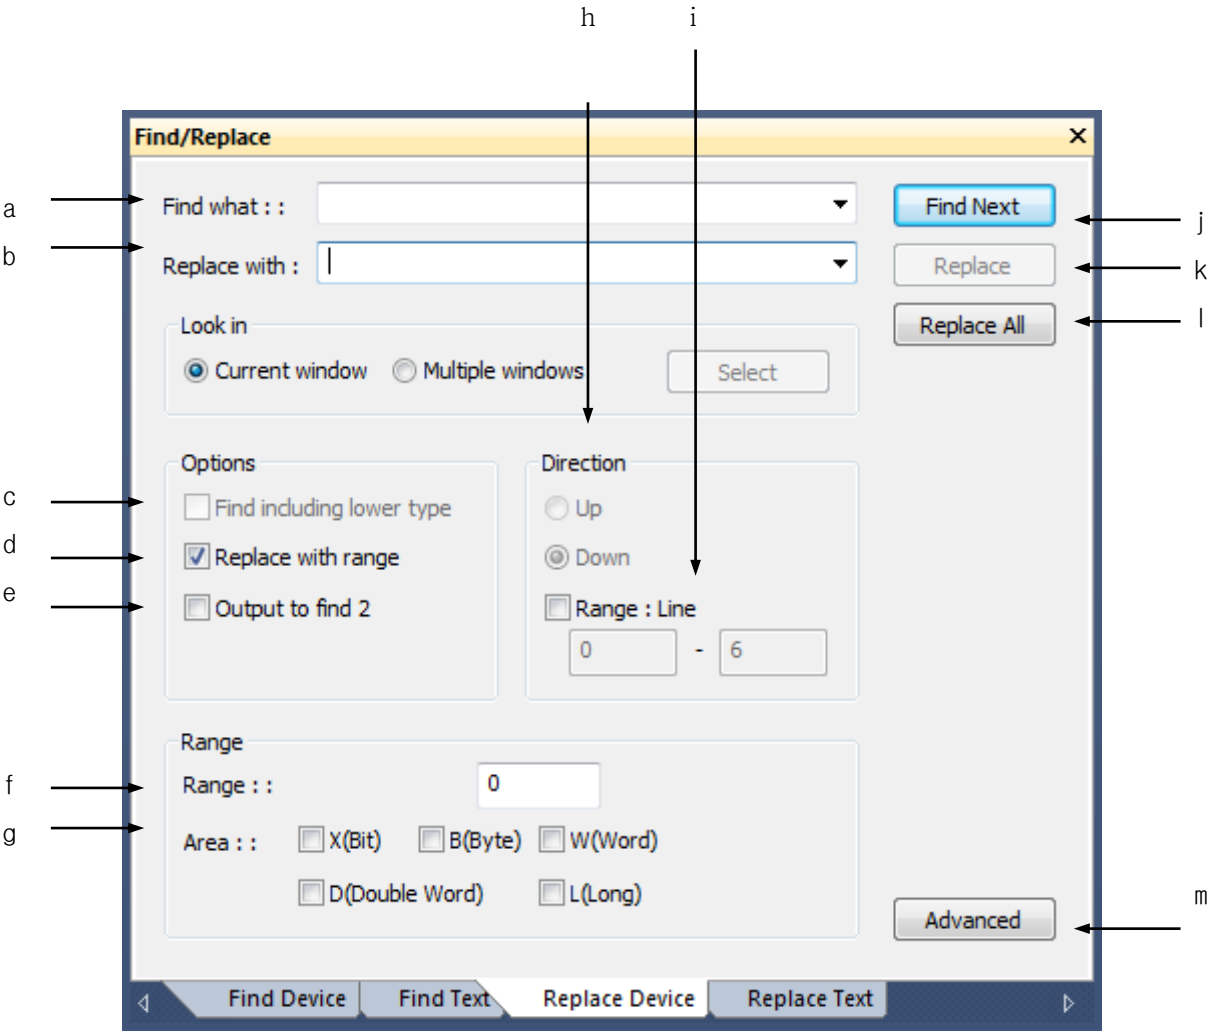 h i
Find/Replace
a Find what : : Find Next j
b Replace with : Replace k
Look in Replace All l
Current window Multiple windows Select
Options Direction
c Find including lower type Up
d Replace with range Down
e Output to find 2 Range : Line
0 - 6
Range
f Range : : 0
g Area : : X(Bit) B(Byte) W(Word)
D(Double Word) L(Long)
Advanced m
Find Device Find Text Replace Device Replace Text